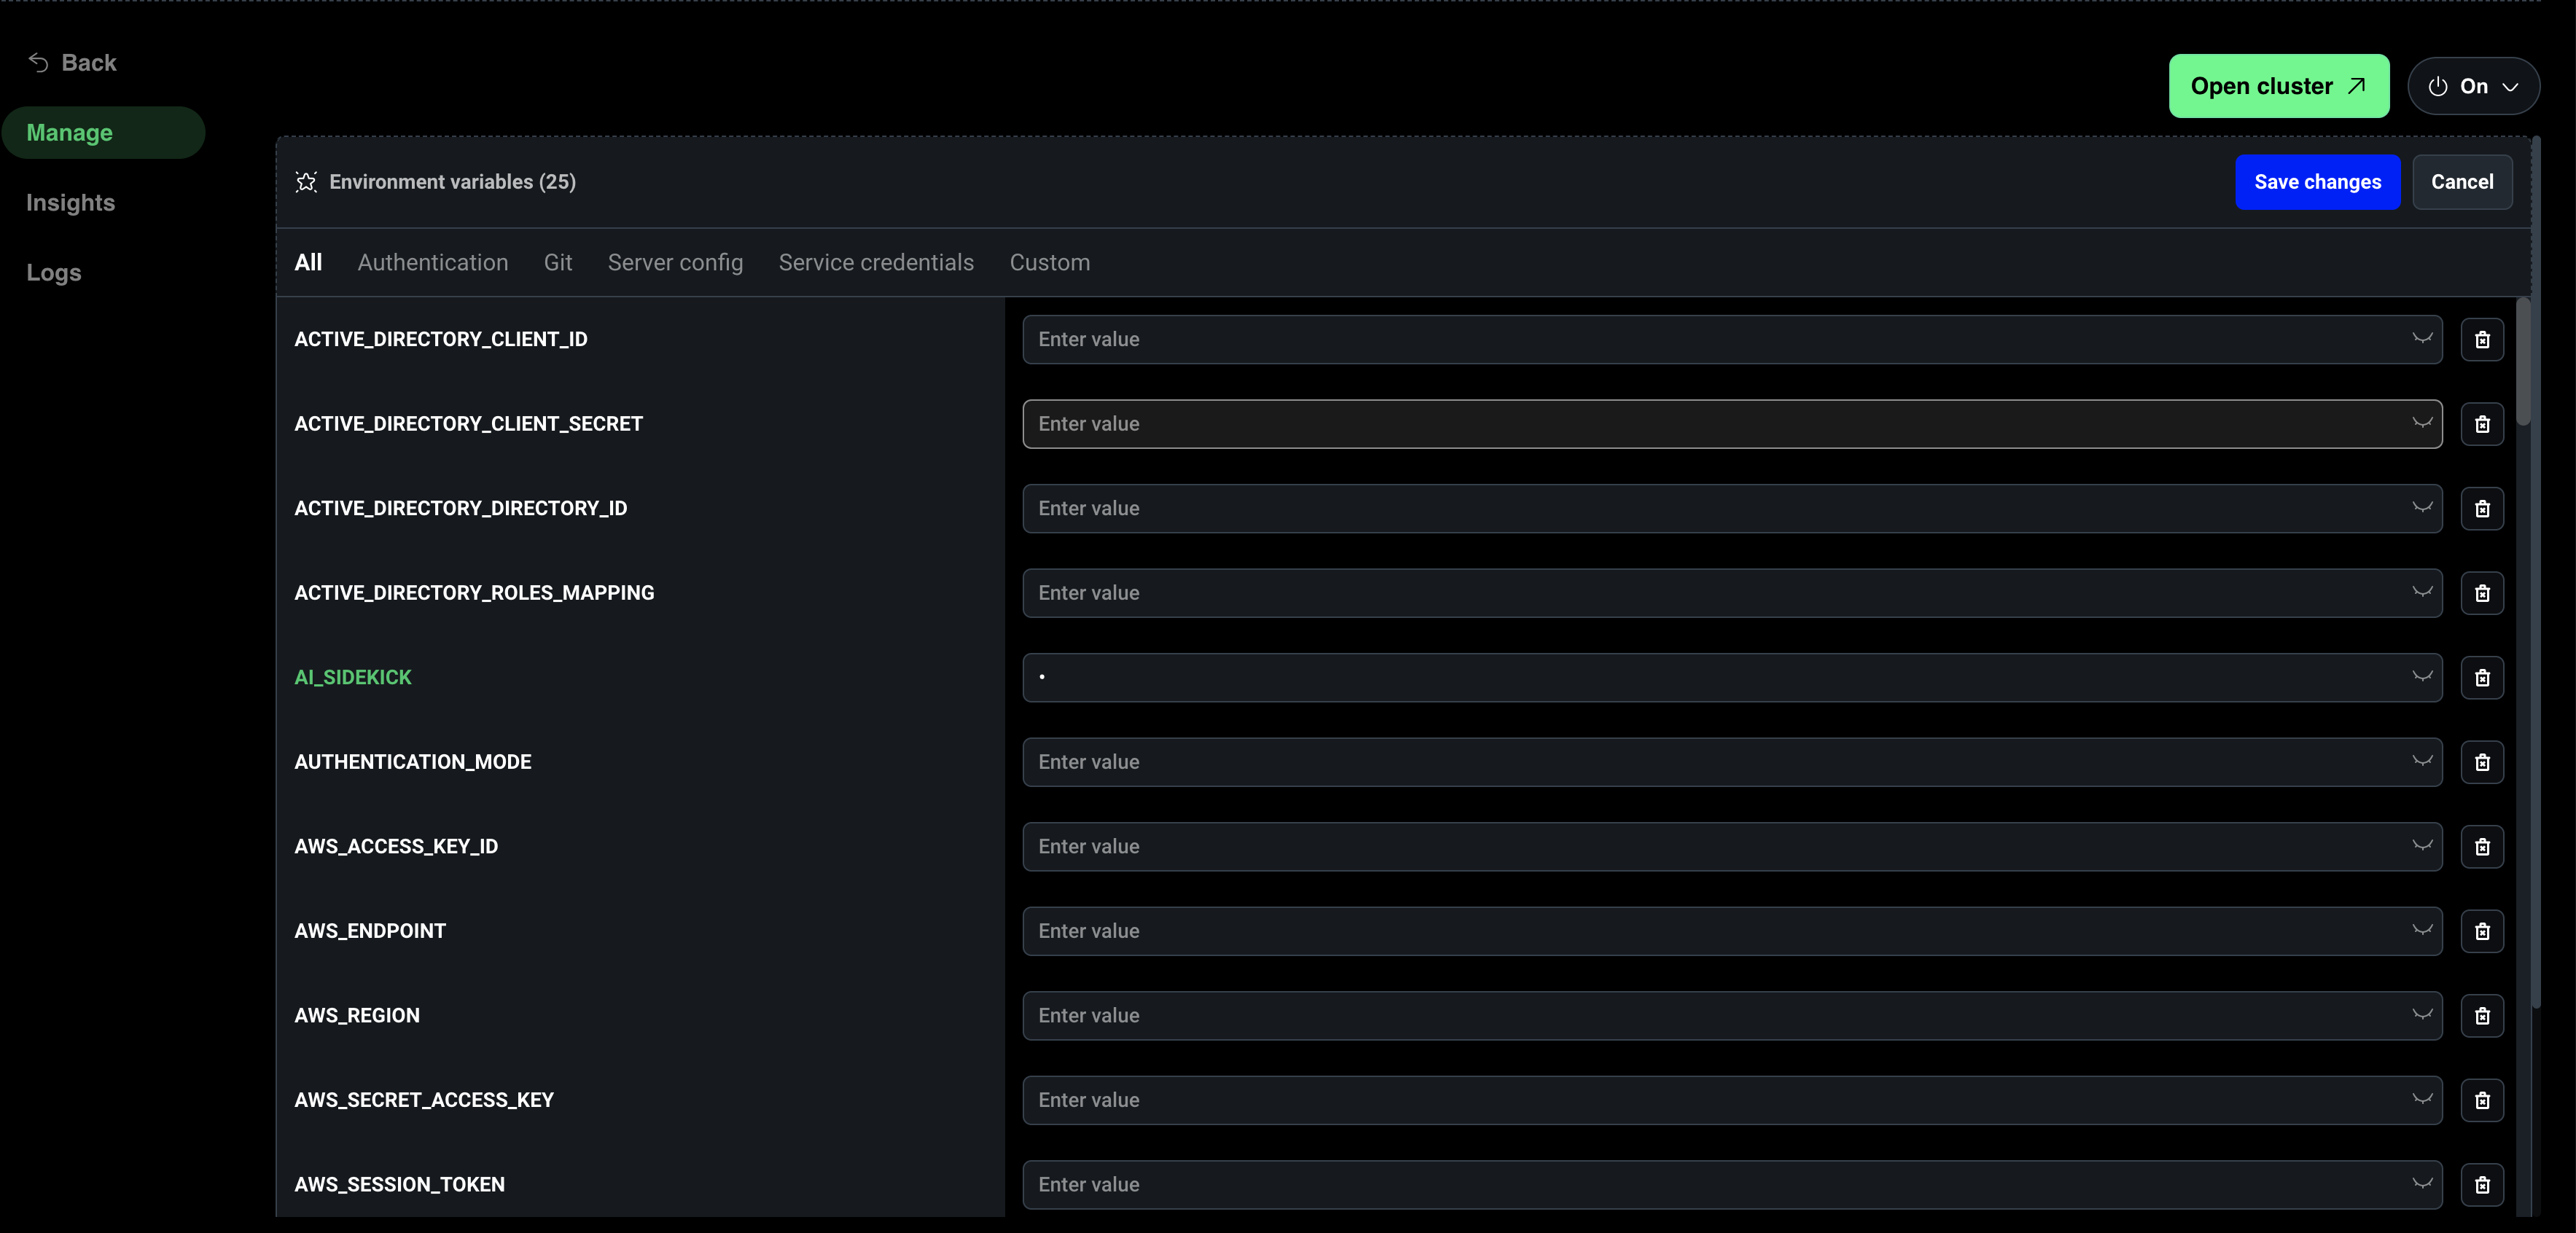 Back
Manage
Insights
Logs
Open cluster
On
Environment variables (25)
Save changes
Cancel
All Authentication Git Server config Service credentials Custom
ACTIVE_DIRECTORY_CLIENT_ID Enter value
ACTIVE_DIRECTORY_CLIENT_SECRET Enter value
ACTIVE_DIRECTORY_DIRECTORY_ID Enter value
ACTIVE_DIRECTORY_ROLES_MAPPING Enter value
AI_SIDEKICK •
AUTHENTICATION_MODE Enter value
AWS_ACCESS_KEY_ID Enter value
AWS_ENDPOINT Enter value
AWS_REGION Enter value
AWS_SECRET_ACCESS_KEY Enter value
AWS_SESSION_TOKEN Enter value